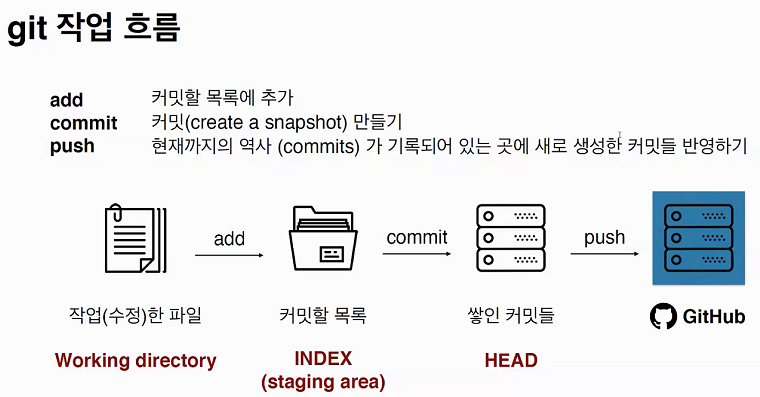 git 작업 흐름
add 커밋할 목록에 추가
commit 커밋(create a snapshot) 만들기
push 현재까지의 역사 (commits) 가 기록되어 있는 곳에 새로 생성한 커밋들 반영하기
add
commit
push
작업(수정)한 파일
커밋할 목록
쌓인 커밋들
GitHub
Working directory
INDEX
(staging area)
HEAD